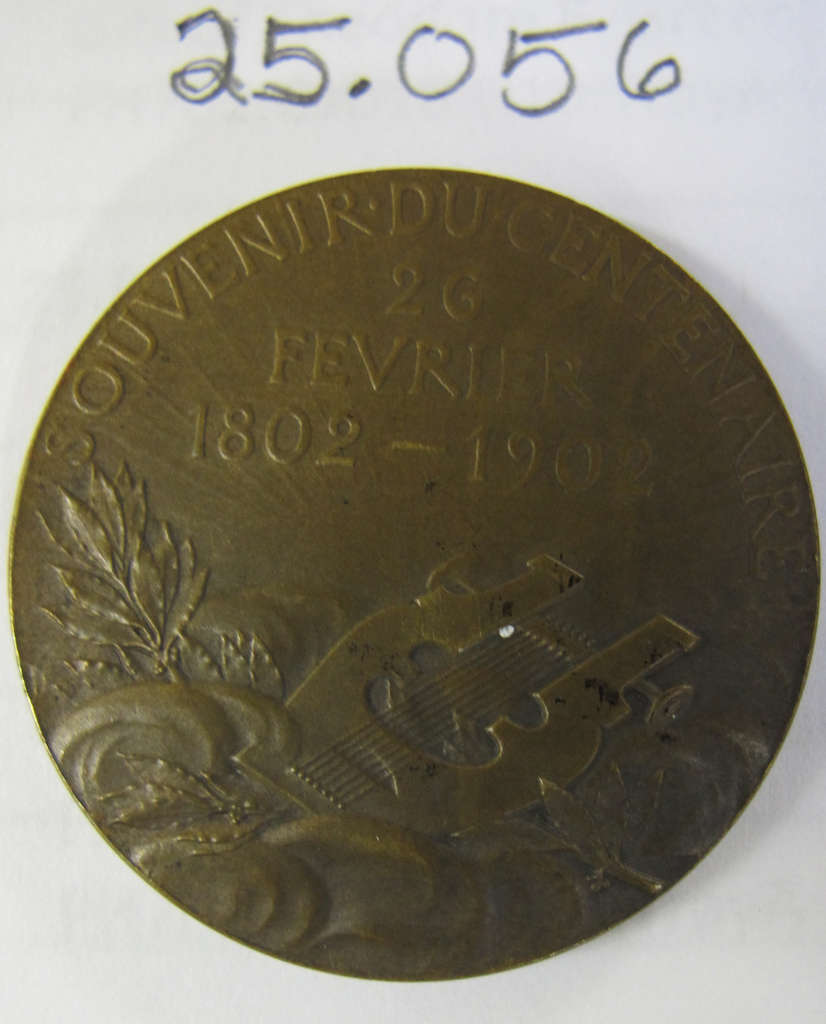 25.056
SOUVENIR·DU·CENTENAIRE
26
FEVRIER
1802-1902